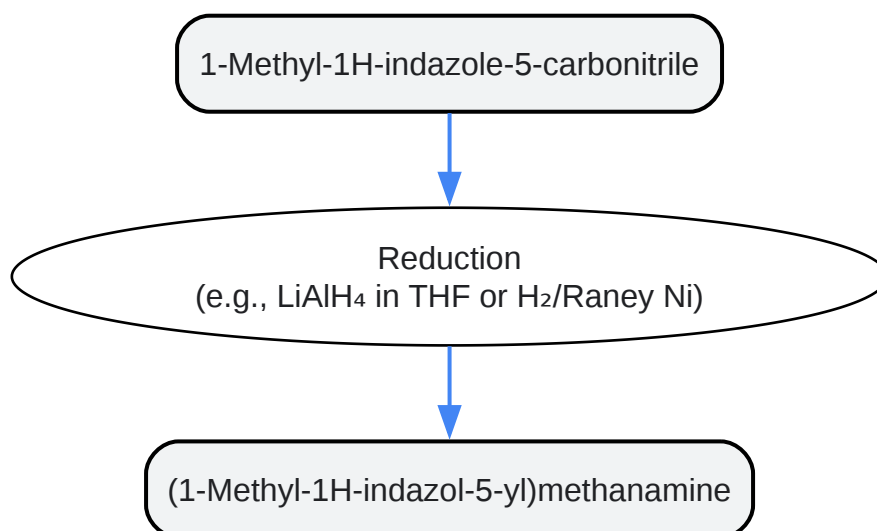 1-Methyl-1H-indazole-5-carbonitrile
Reduction
(e.g., LiAlH₄ in THF or H₂/Raney Ni)
(1-Methyl-1H-indazol-5-yl)methanamine